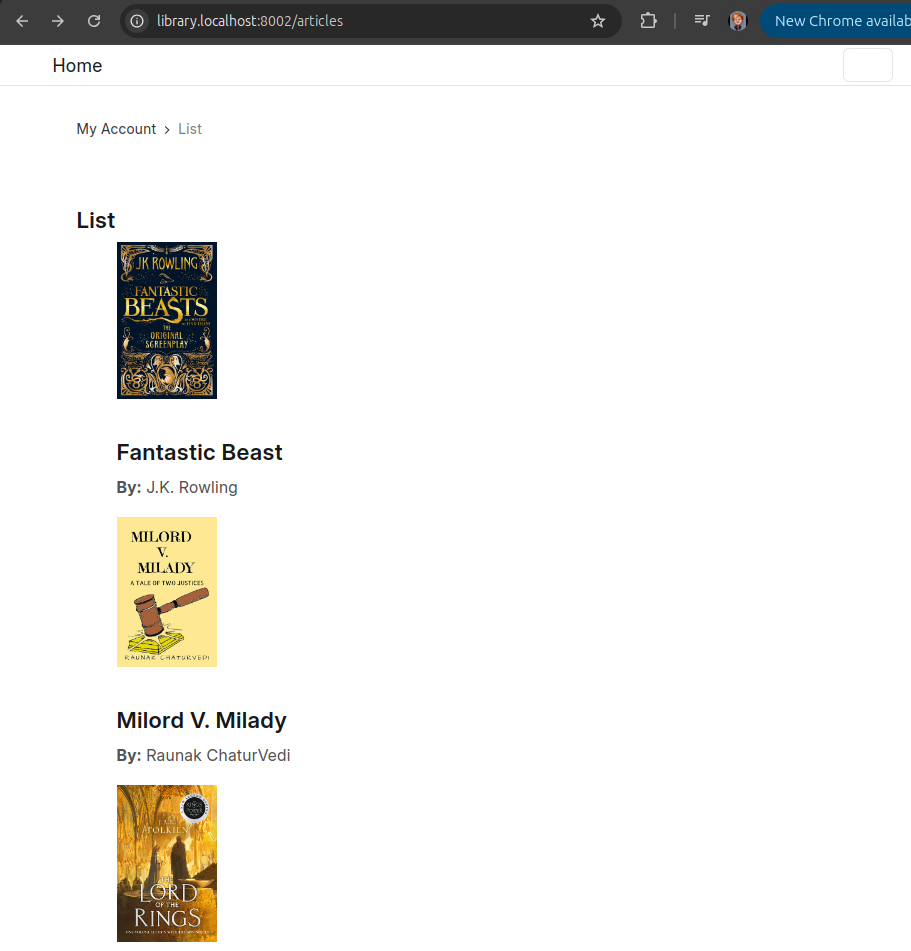 library.localhost:8002/articles
New Chrome availab
Home
My Account › List
List
JK ROWLING
FANTASTIC
BEASTS
THE
ORIGINAL
SCREENPLAY
Fantastic Beast
By: J.K. Rowling
MILORD
V.
MILADY
A TALE OF TWO JUSTICES
RAUNAK CHATURVEDI
Milord V. Milady
By: Raunak ChaturVedi
TOLKIEN
THE
LORD
OF THE
RINGS